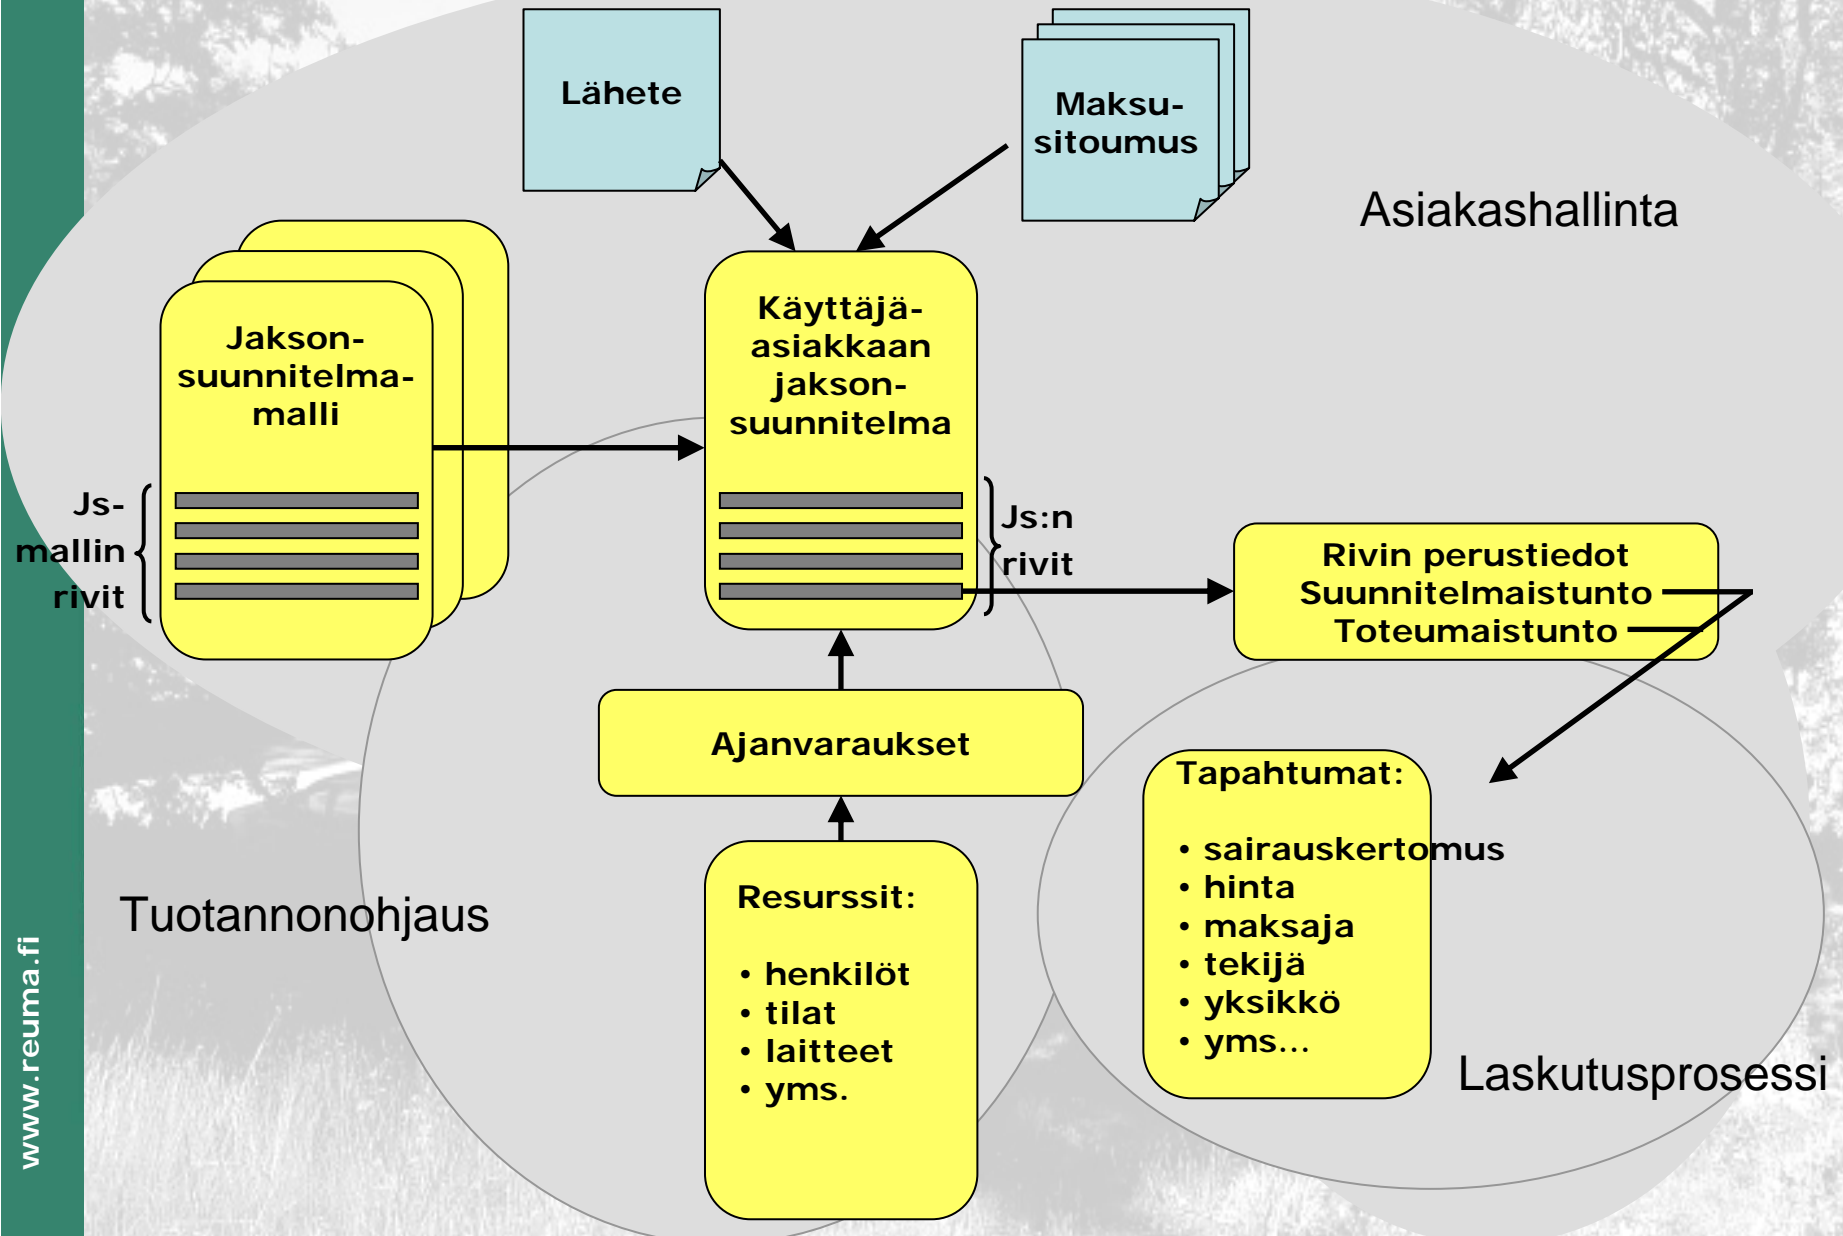 Lähete
Maksu-
sitoumus
Asiakashallinta
Jakson-
suunnitelma-
malli
Käyttäjä-
asiakkaan
jakson-
suunnitelma
Js-
mallin
rivit
Js:n
rivit
Rivin perustiedot
Suunnitelmaistunto
Toteumaistunto
Ajanvaraukset
Tapahtumat:
• sairauskertomus
• hinta
• maksaja
• tekijä
• yksikkö
• yms...
Resurssit:
• henkilöt
• tilat
• laitteet
• yms.
Tuotannonohjaus
Laskutusprosessi
www.reuma.fi